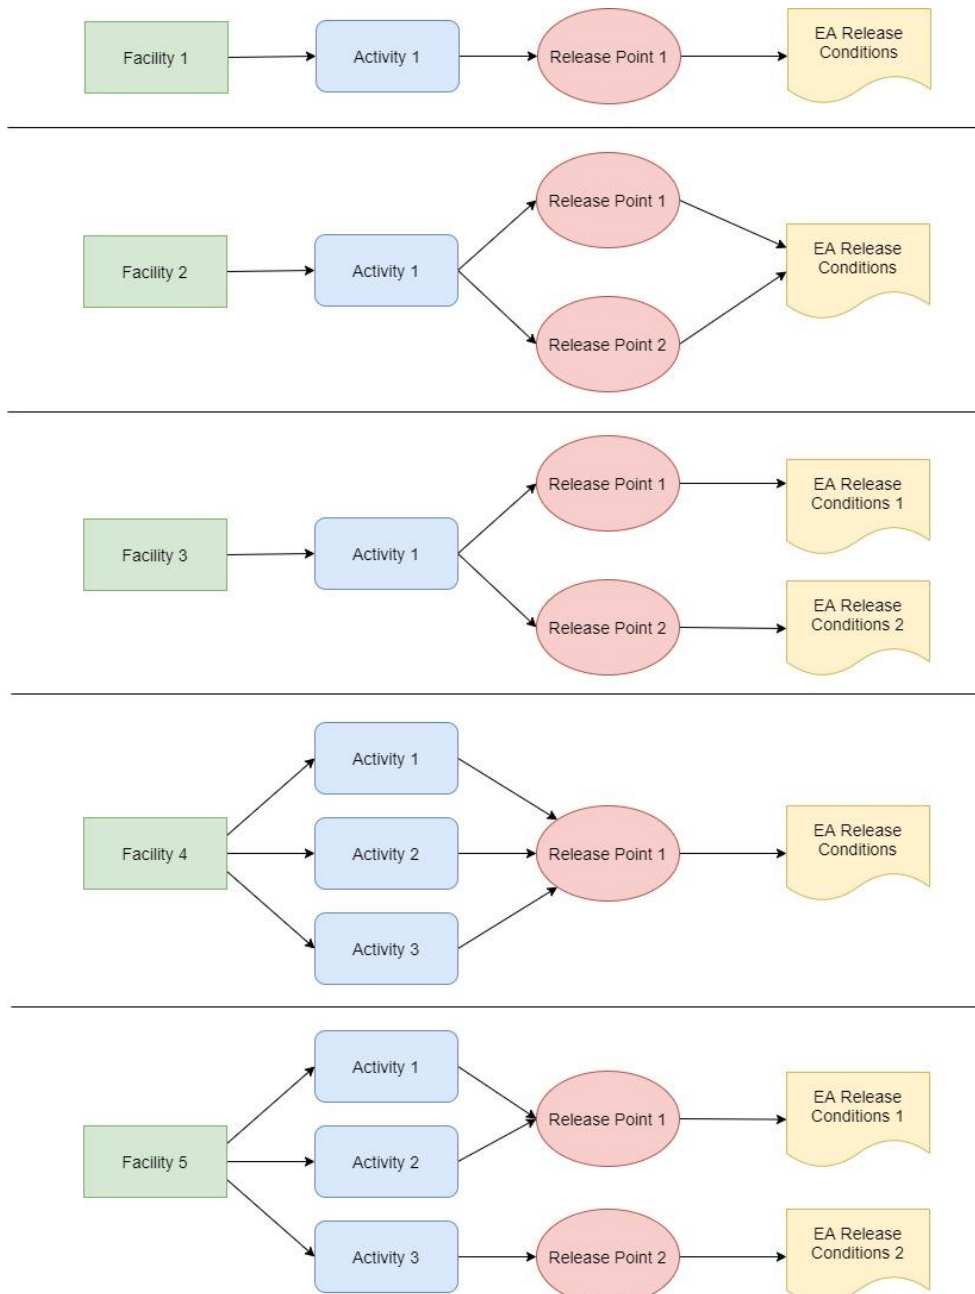 Facility 1
Activity 1
Release Point 1
EA Release
Conditions
Release Point 1
Facility 2
Activity 1
EA Release
Conditions
Release Point 2
Release Point 1
EA Release
Conditions 1
Facility 3
Activity 1
Release Point 2
EA Release
Conditions 2
Activity 1
Facility 4
Activity 2
Release Point 1
EA Release
Conditions
Activity 3
Activity 1
Release Point 1
EA Release
Conditions 1
Facility 5
Activity 2
Activity 3
Release Point 2
EA Release
Conditions 2